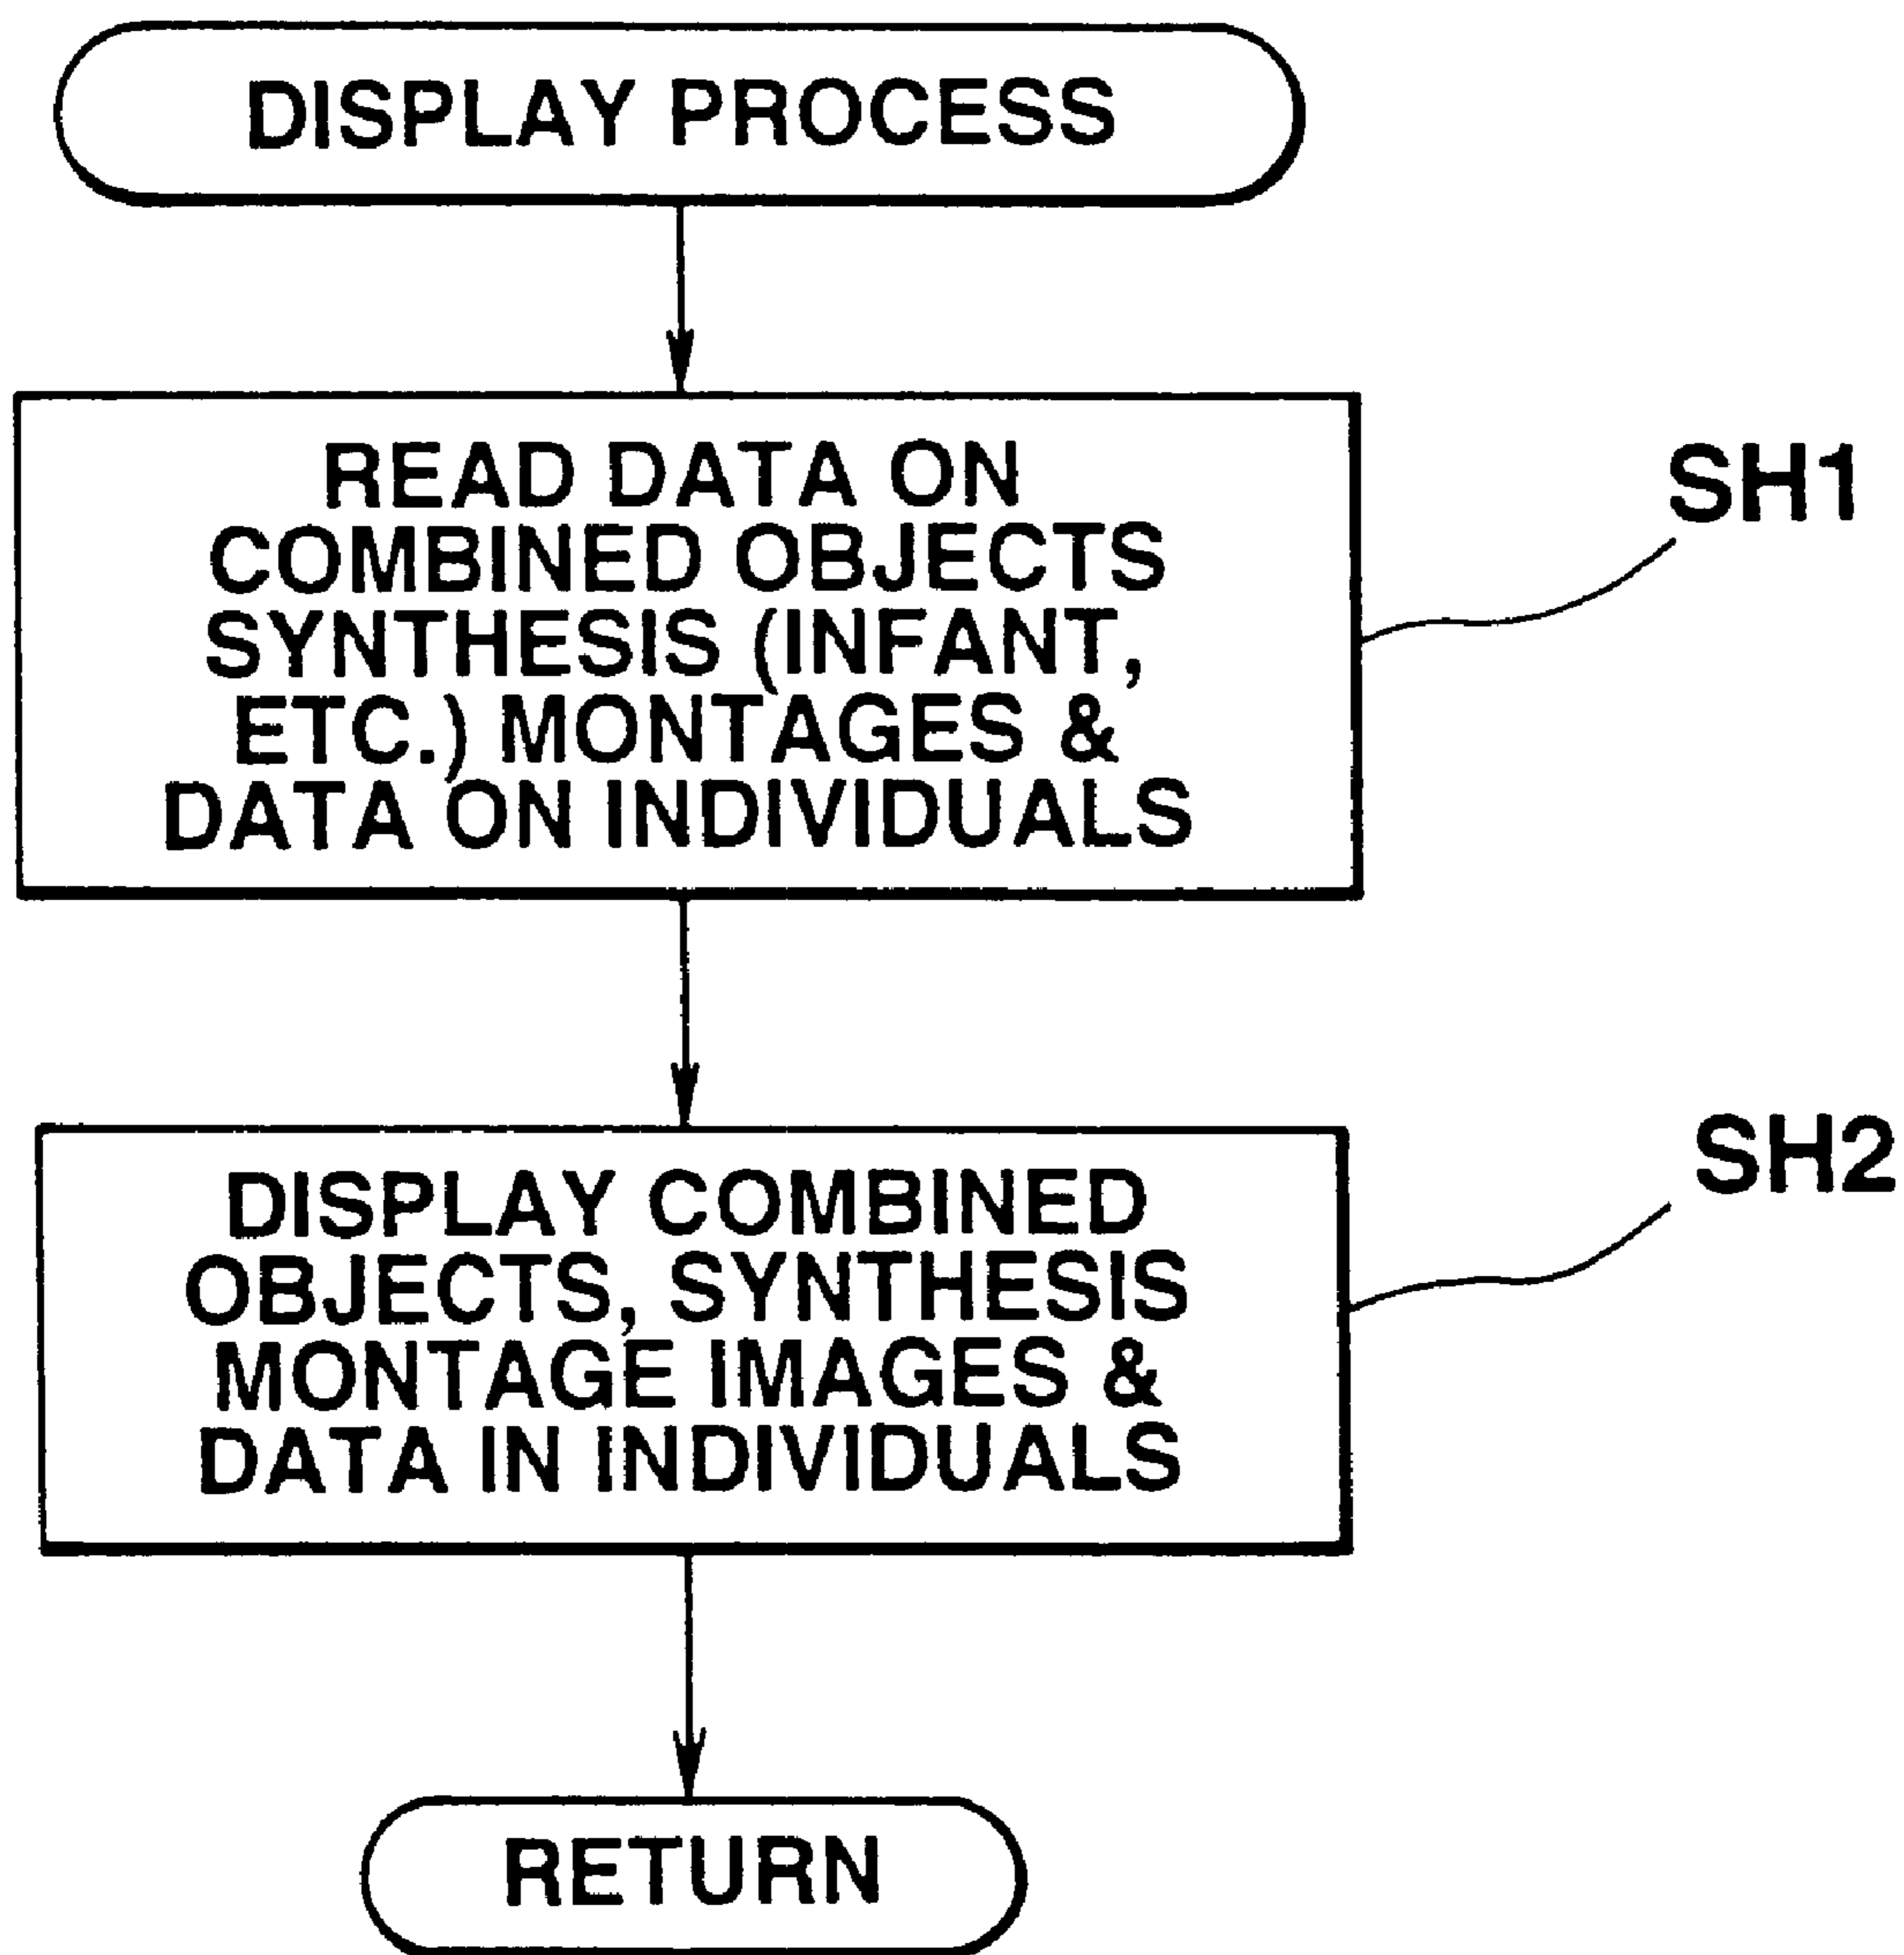 DISPLAY PROCESS
READ DATA ON
COMBINED OBJECTS
SYNTHESIS (INFANT,
ETC.) MONTAGES &
DATA ON INDIVIDUALS
SH1
DISPLAY COMBINED
OBJECTS, SYNTHESIS
MONTAGE IMAGES &
DATA IN INDIVIDUALS
SH2
RETURN